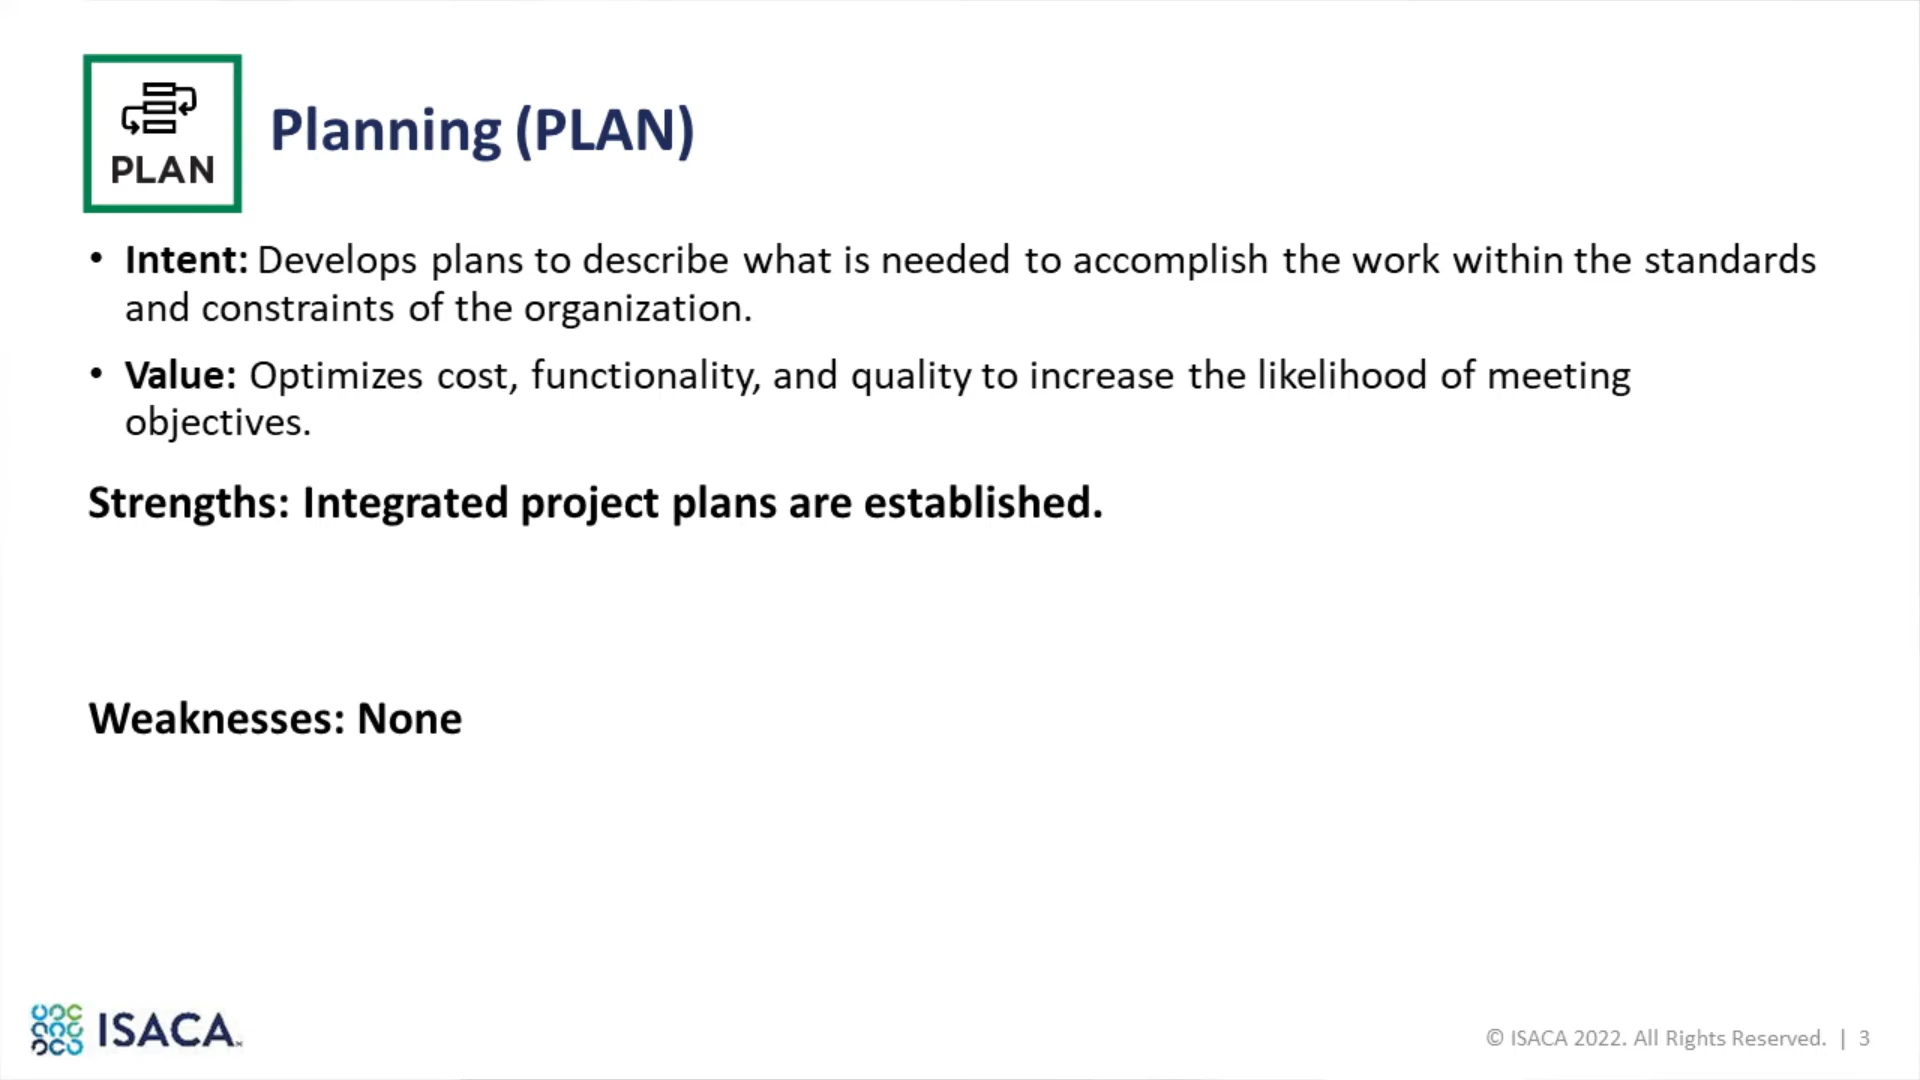 PLAN
Planning (PLAN)
• Intent: Develops plans to describe what is needed to accomplish the work within the standards
and constraints of the organization.
• Value: Optimizes cost, functionality, and quality to increase the likelihood of meeting
objectives.
Strengths: Integrated project plans are established.
Weaknesses: None
ISACA
© ISACA 2022. All Rights Reserved. | 3